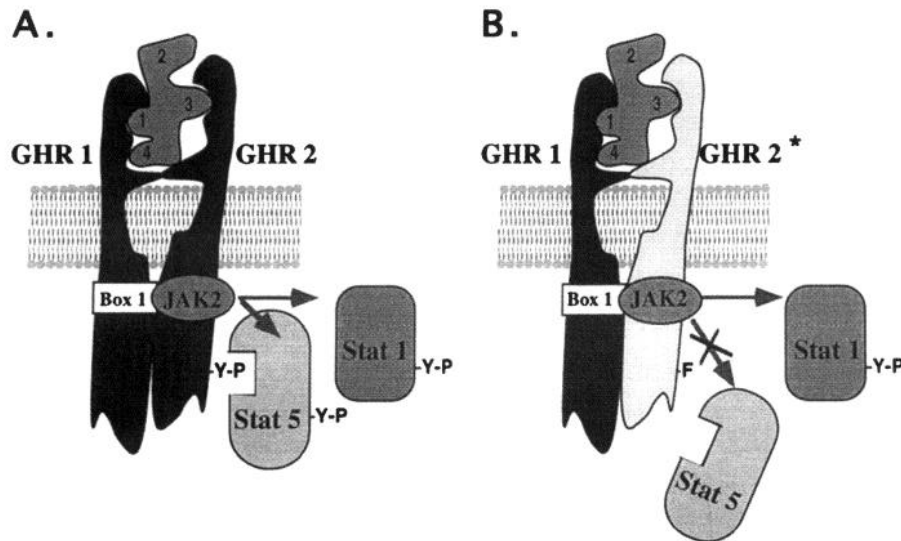 A.
2
1
3
4
GHR 1
GHR 2
Box 1
JAK2
Stat 1
-Y-P
-Y-P
Stat 5
-Y-P
B.
2
1
3
4
GHR 1
GHR 2 *
Box 1
JAK2
Stat 1
-F
-Y-P
Stat 5